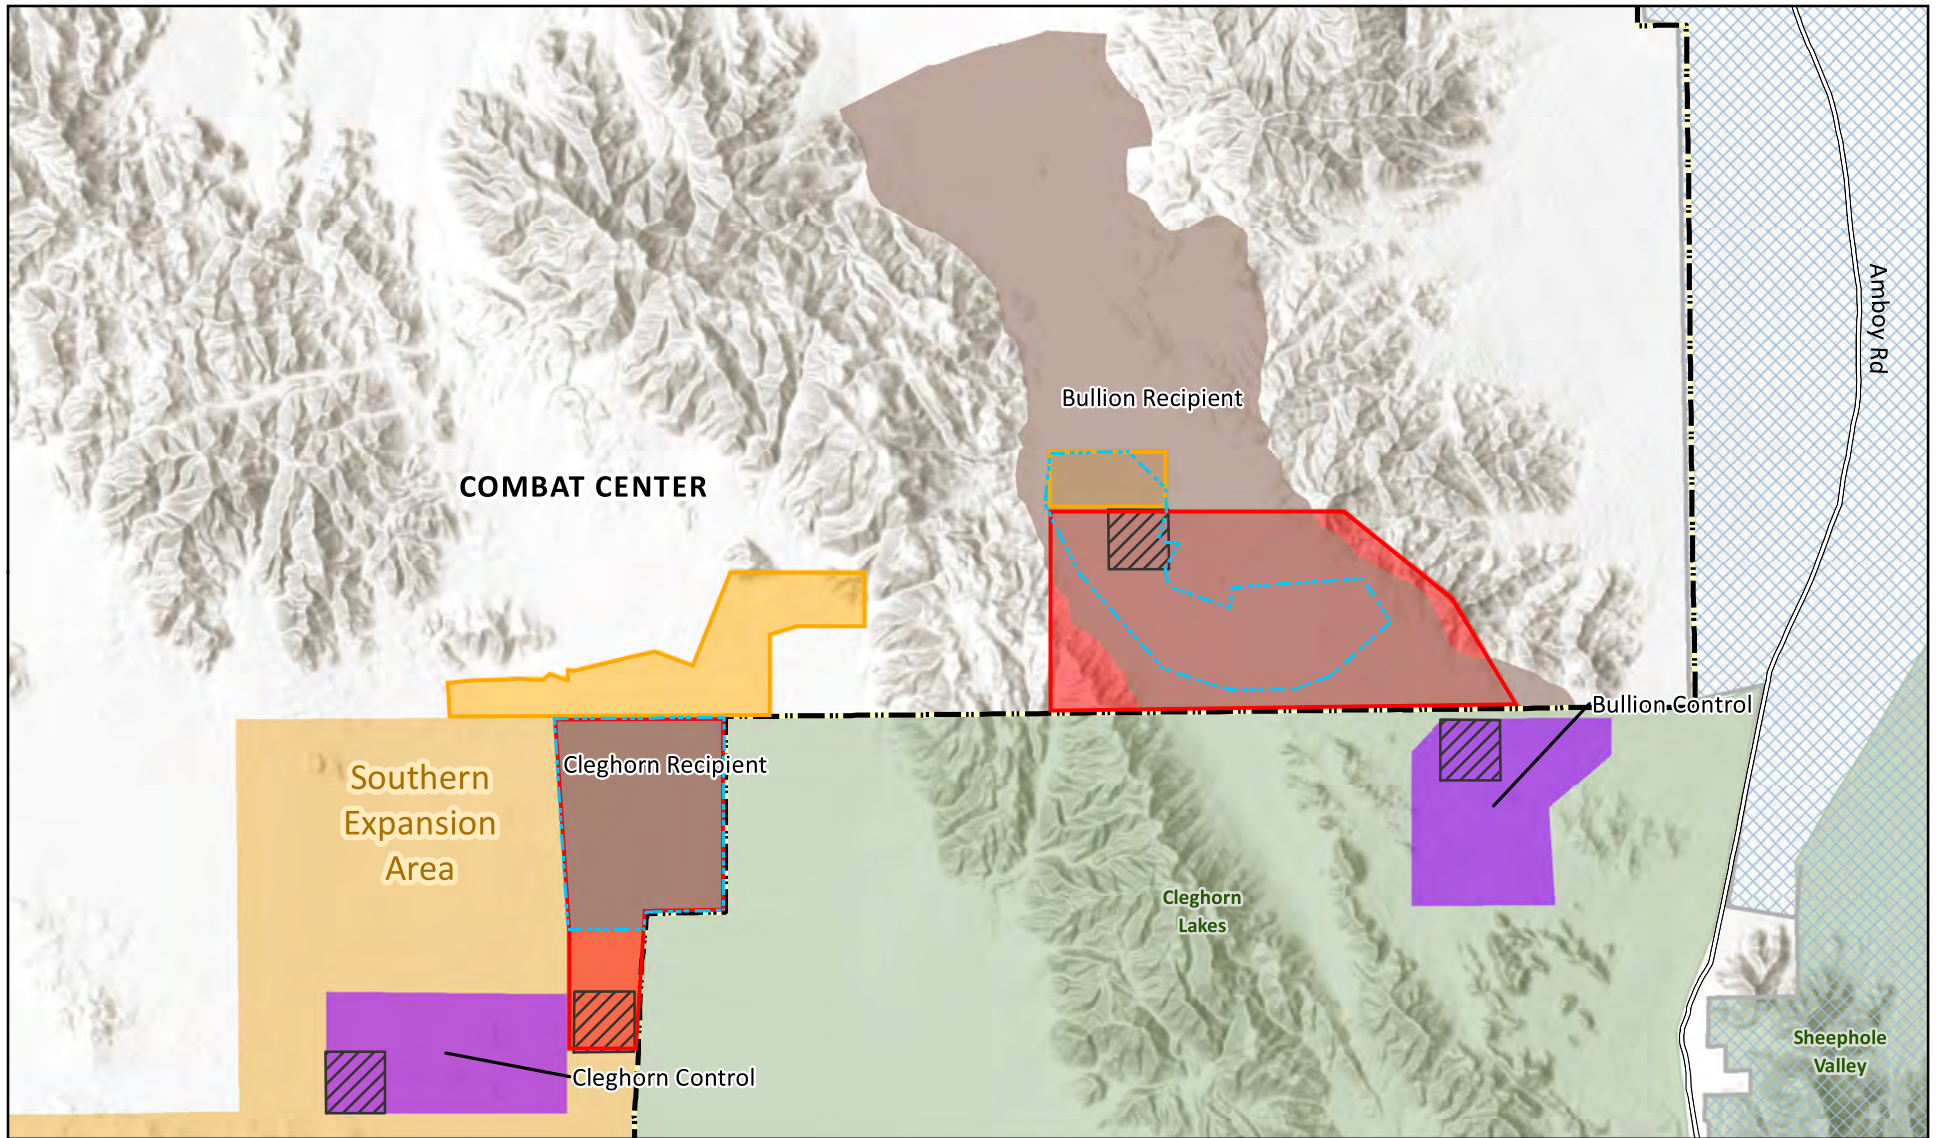 Amboy Rd
Bullion Recipient
COMBAT CENTER
Bullion Control
Cleghorn Recipient
Southern
Expansion
Area
Cleghorn
Lakes
Sheephole
Valley
Cleghorn Control